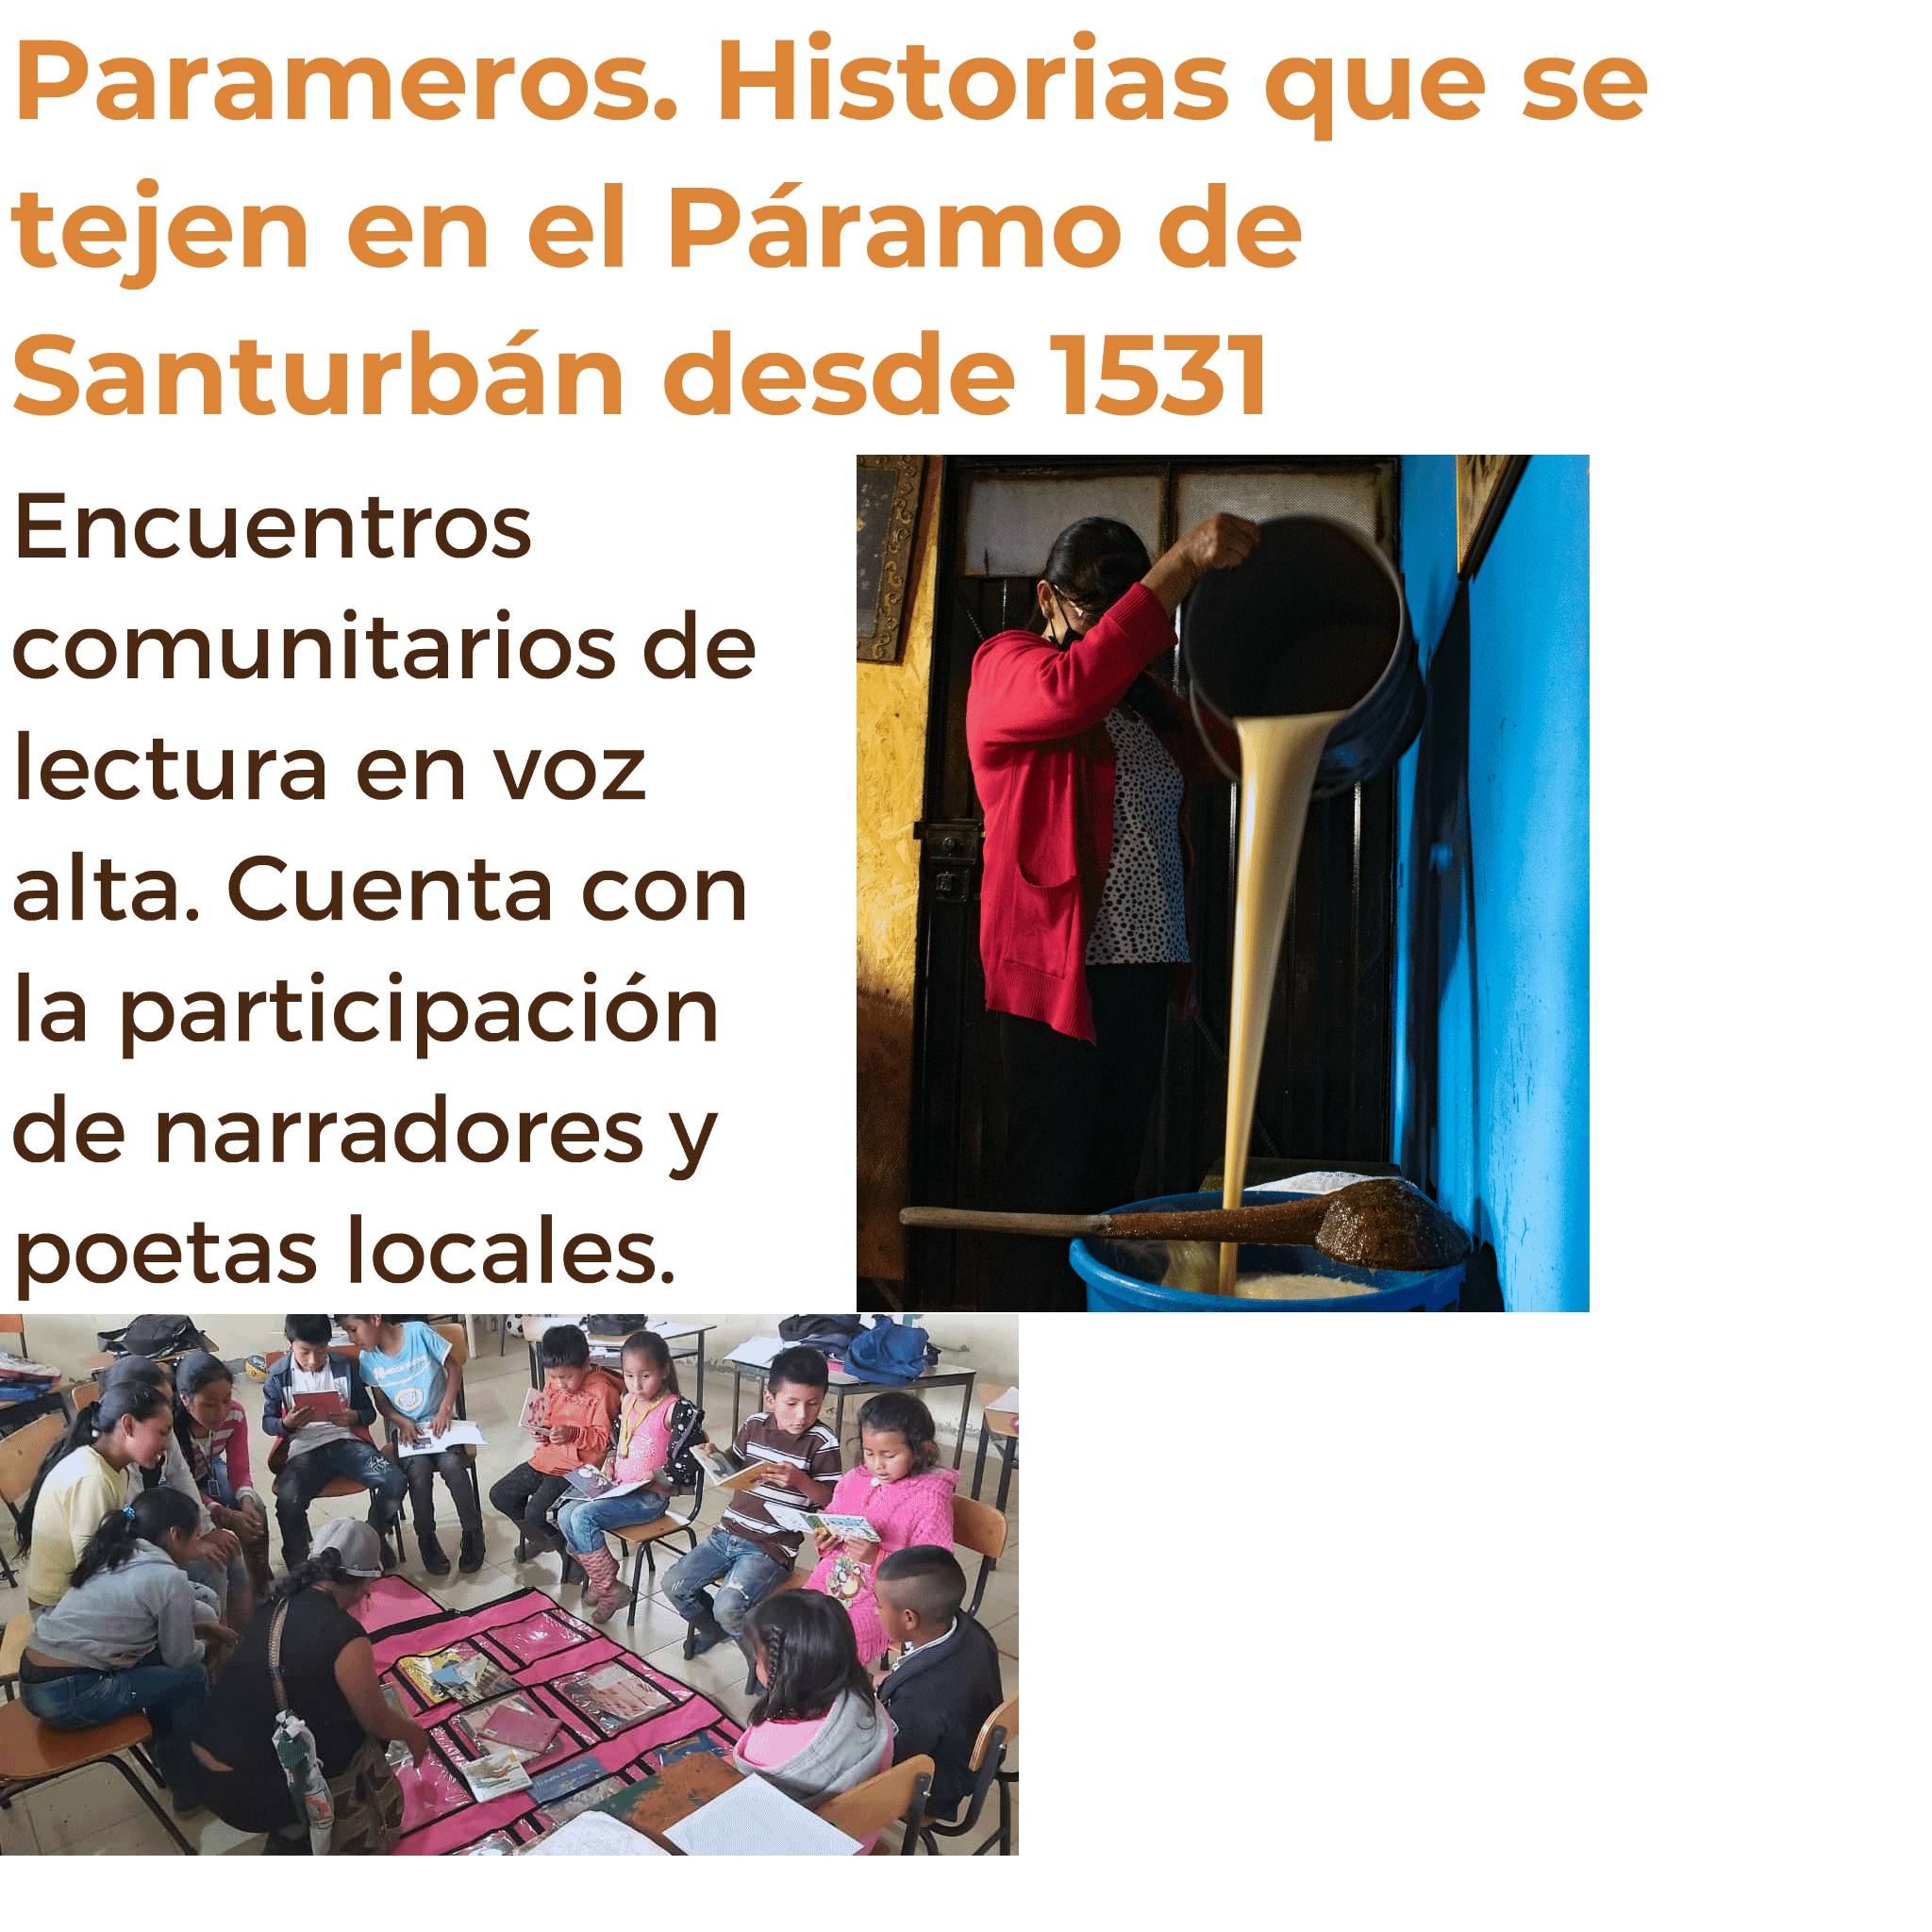 Parameros. Historias que se
tejen en el Páramo de
Santurbán desde 1531
Encuentros
comunitarios de
lectura en voz
alta. Cuenta con
la participación
de narradores y
poetas locales.